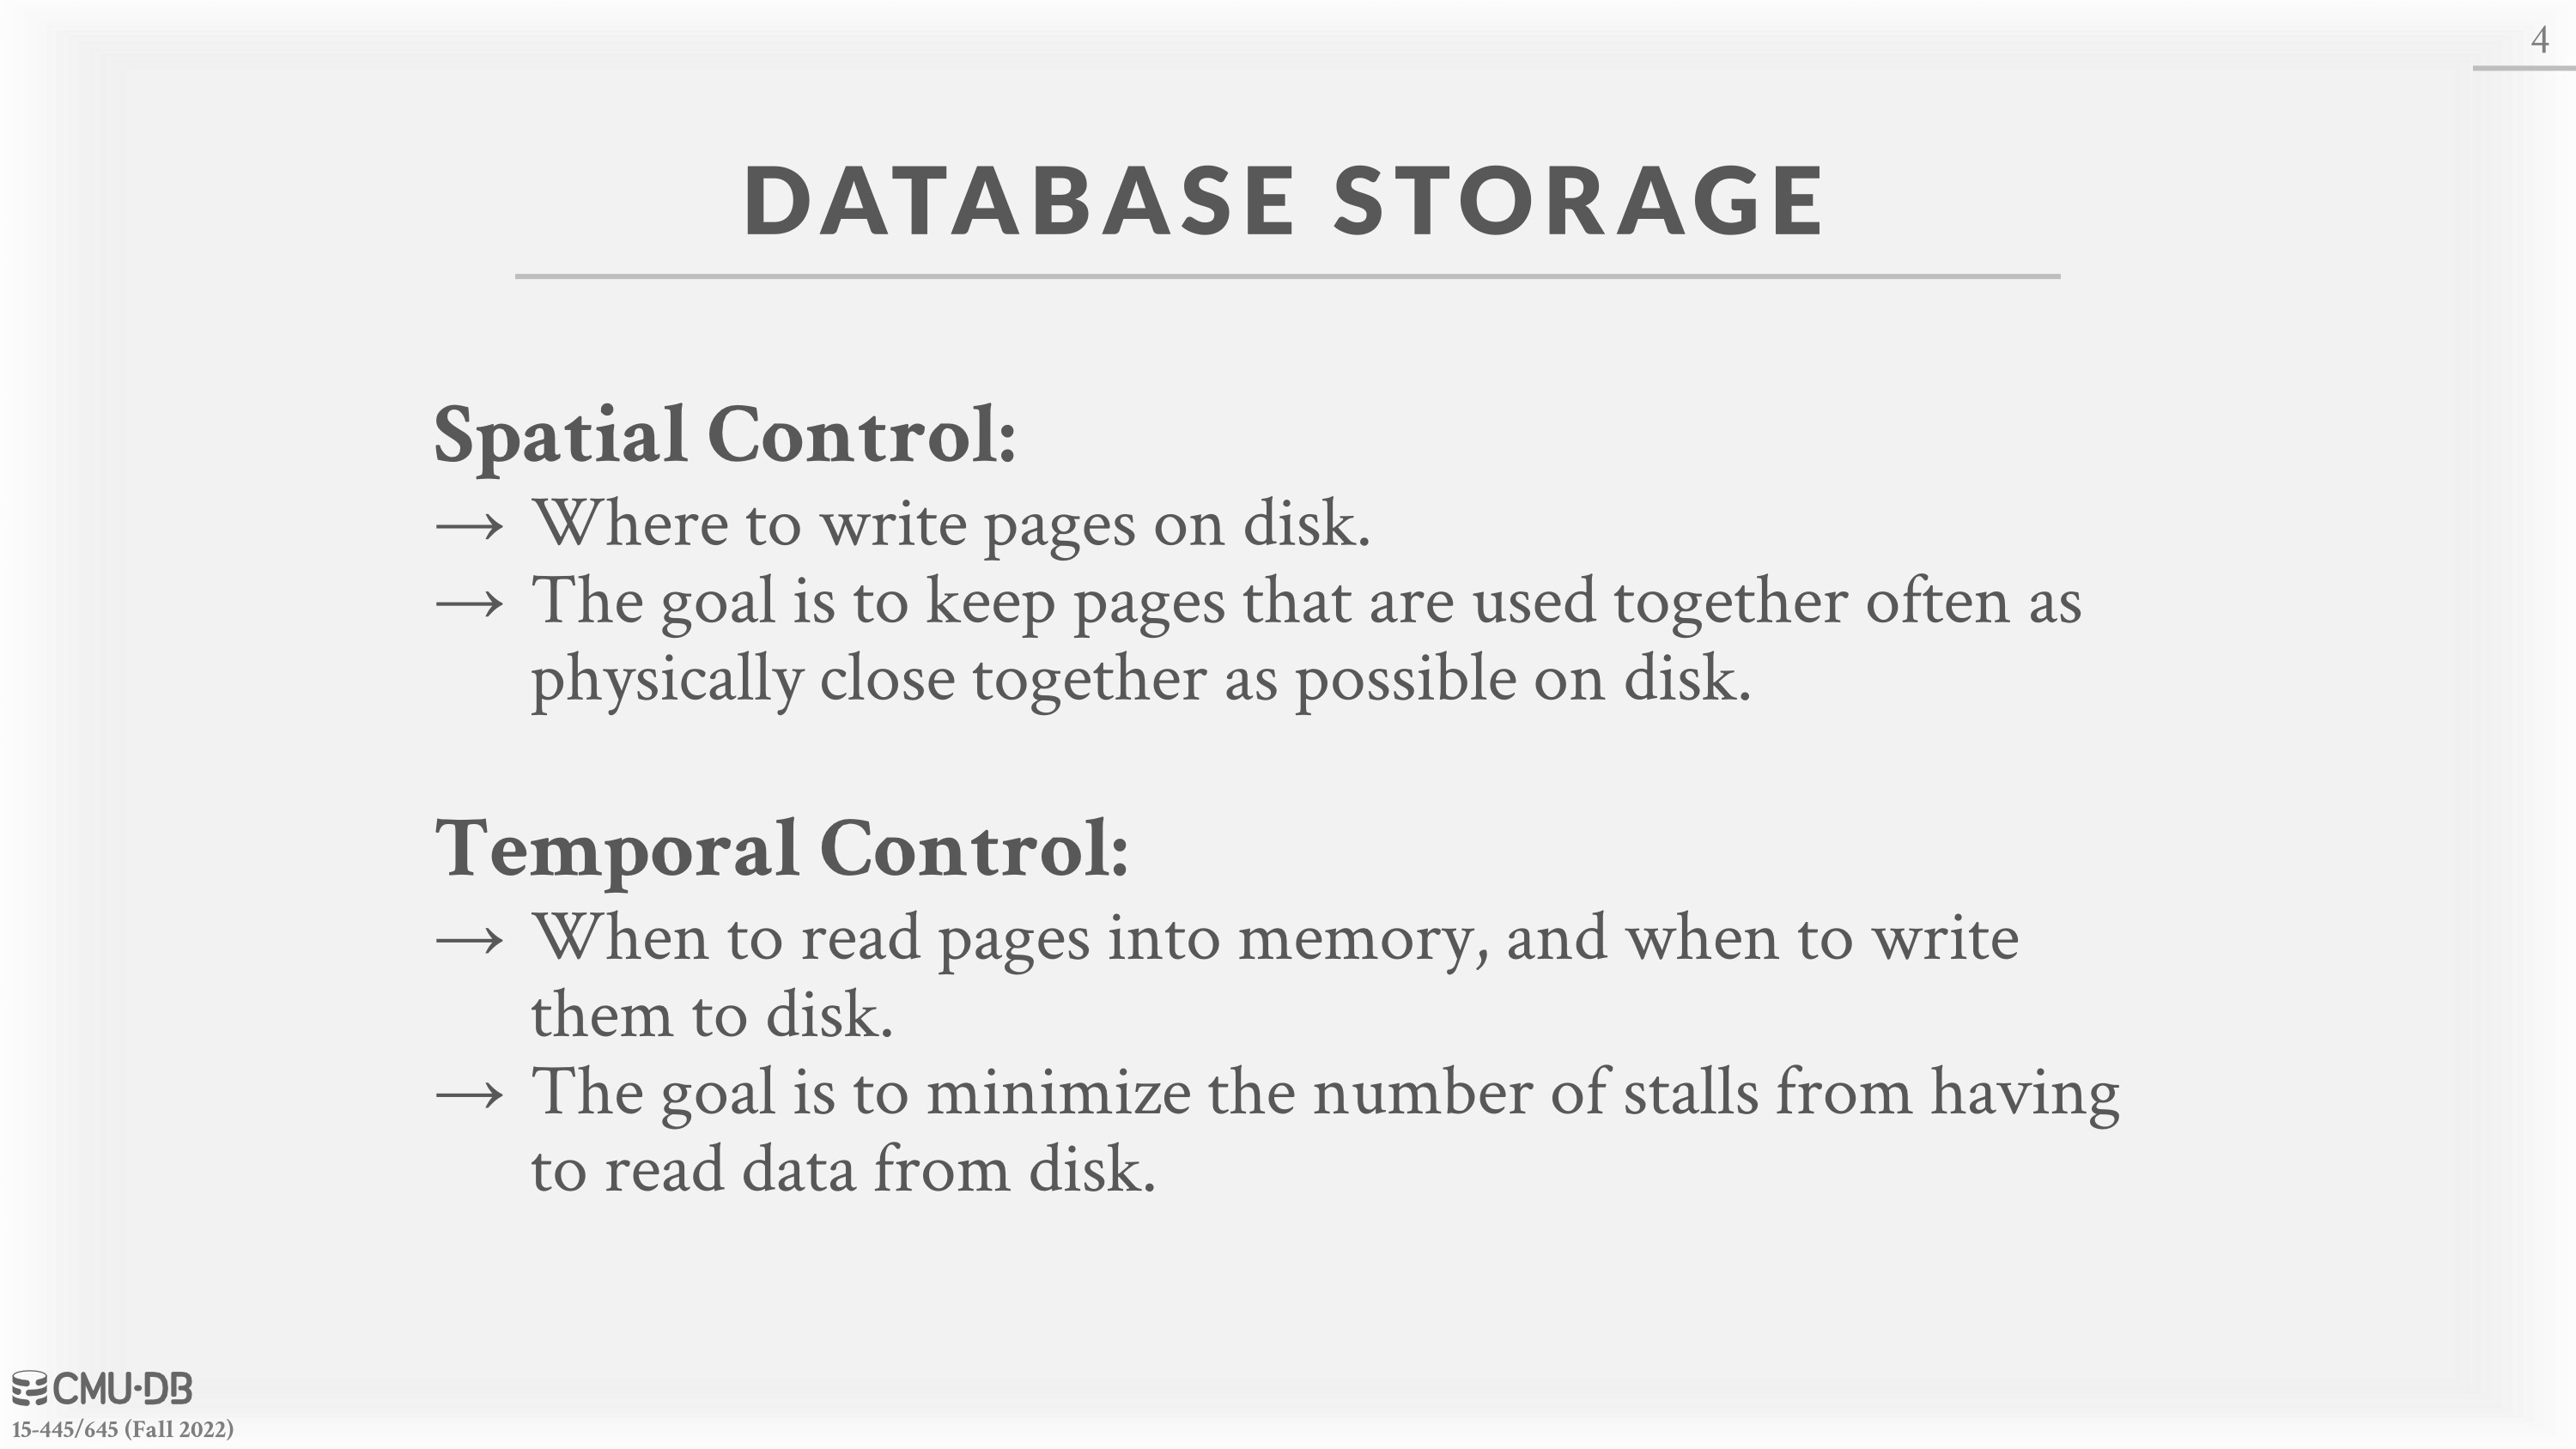 4
DATABASE STORAGE
Spatial Control:
→ Where to write pages on disk.
→ The goal is to keep pages that are used together often as
physically close together as possible on disk.
Temporal Control:
→ When to read pages into memory, and when to write
them to disk.
→ The goal is to minimize the number of stalls from having
to read data from disk.
CMU·DB
15-445/645 (Fall 2022)